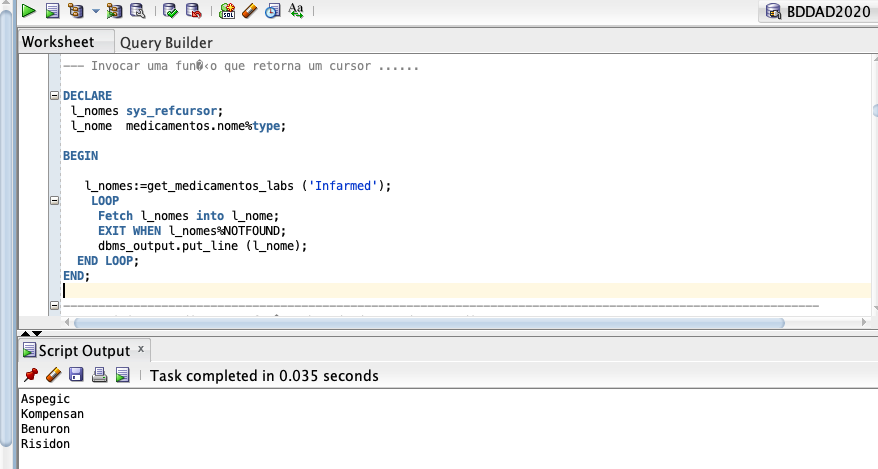 BDDAD2020
Worksheet Query Builder
--- Invocar uma fun�‹o que retorna um cursor ......
DECLARE
l_nomes sys_refcursor;
l_nome medicamentos.nome%type;
BEGIN
l_nomes:=get_medicamentos_labs ('Infarmed');
LOOP
Fetch l_nomes into l_nome;
EXIT WHEN l_nomes%NOTFOUND;
dbms_output.put_line (l_nome);
END LOOP;
END;
Script Output x
Task completed in 0.035 seconds
Aspegic
Kompensan
Benuron
Risidon